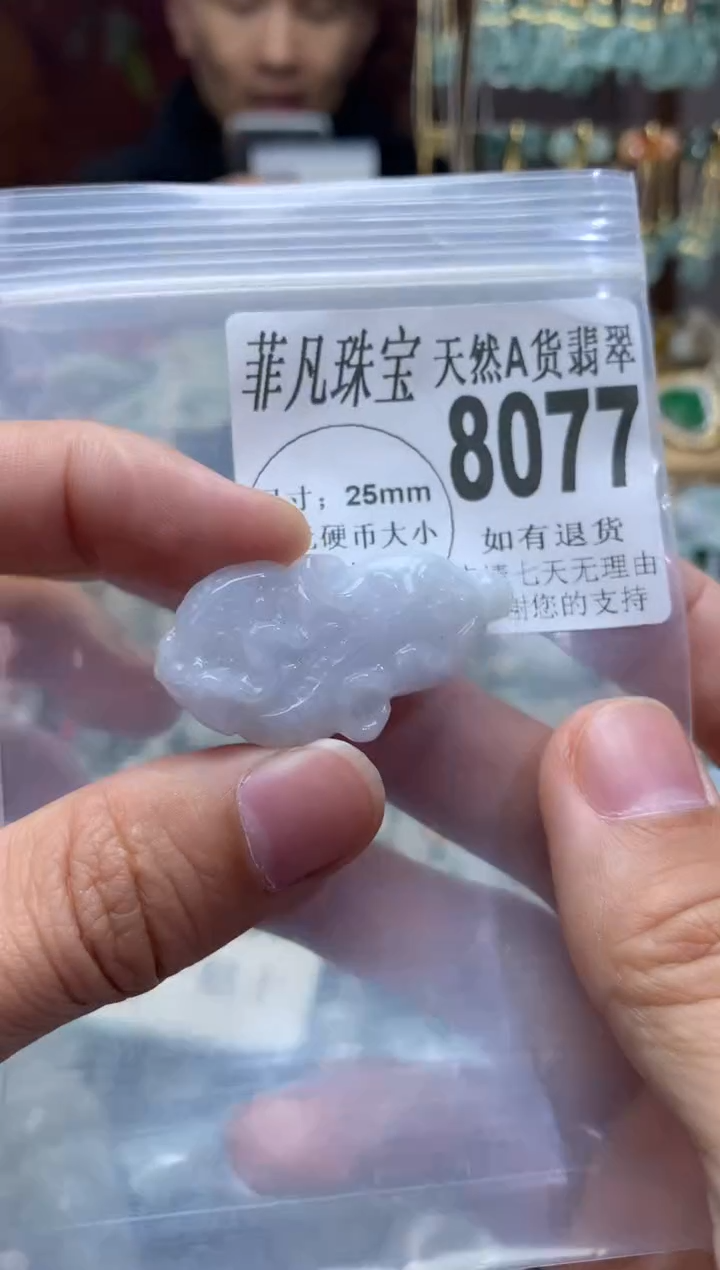 菲凡珠宝 天然A货翡翠
8077
寸；25mm
硬币大小
如有退货
七天无理由
谢您的支持